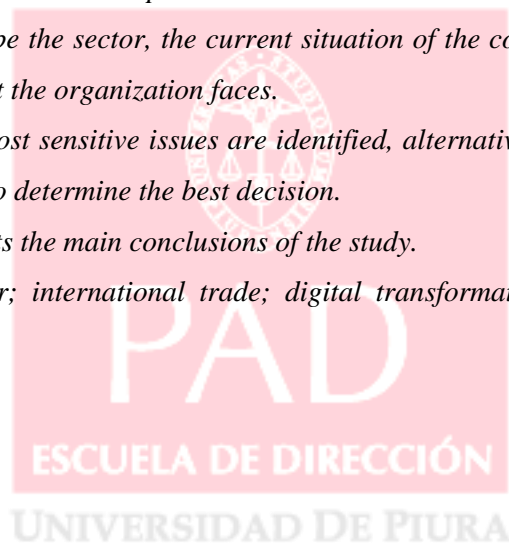 be the sector, the current situation of the co
t the organization faces.
ost sensitive issues are identified, alternativ
o determine the best decision.
ts the main conclusions of the study.
r; international trade; digital transformat
PAD
ESCUELA DE DIRECCIÓN
UNIVERSIDAD DE PIURA